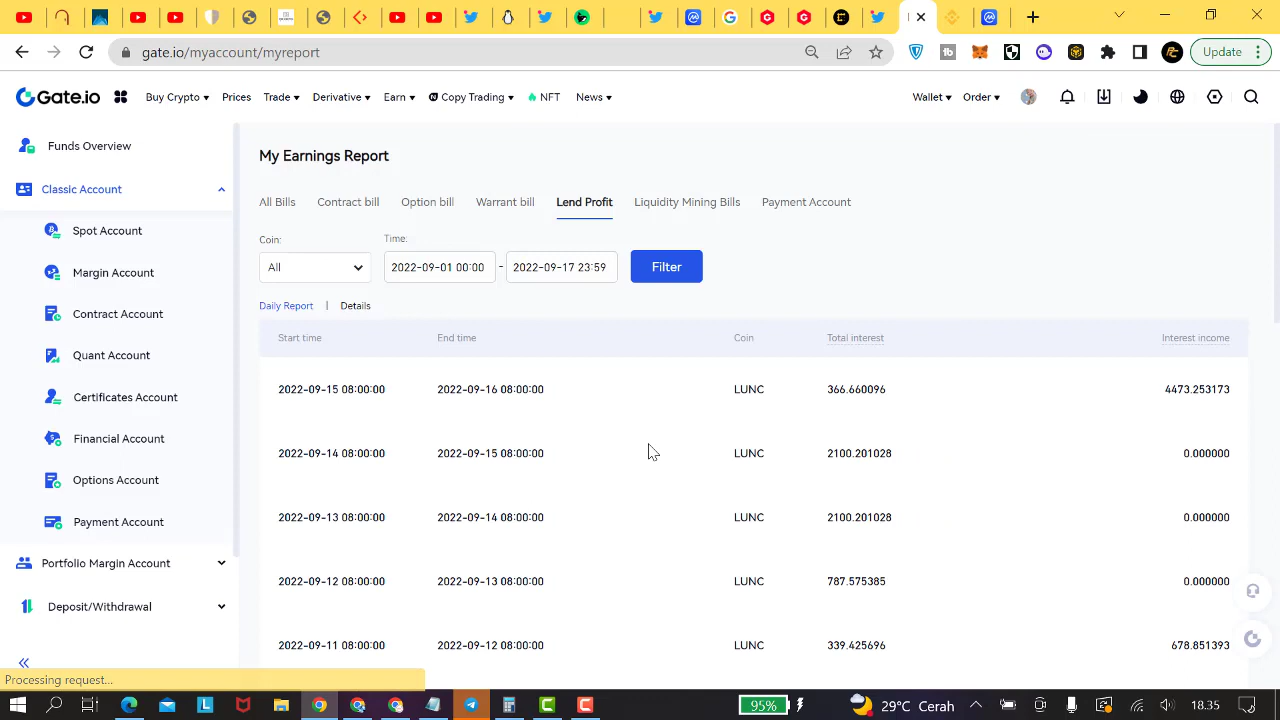 gate.io/myaccount/myreport
Update
Gate.io
Buy Crypto
Prices
Trade
Derivative
Earn
Copy Trading
NFT
News
Wallet
Order
Funds Overview
Classic Account
Spot Account
Margin Account
Contract Account
Quant Account
Certificates Account
Financial Account
Options Account
Payment Account
Portfolio Margin Account
Deposit/Withdrawal
My Earnings Report
All Bills Contract bill Option bill Warrant bill Lend Profit Liquidity Mining Bills Payment Account
Coin: Time:
All 2022-09-01 00:00 - 2022-09-17 23:59 Filter
Daily Report | Details
Start time End time Coin Total interest Interest income
2022-09-15 08:00:00 2022-09-16 08:00:00 LUNC 366.660096 4473.253173
2022-09-14 08:00:00 2022-09-15 08:00:00 LUNC 2100.201028 0.000000
2022-09-13 08:00:00 2022-09-14 08:00:00 LUNC 2100.201028 0.000000
2022-09-12 08:00:00 2022-09-13 08:00:00 LUNC 787.575385 0.000000
2022-09-11 08:00:00 2022-09-12 08:00:00 LUNC 339.425696 678.851393
Processing request...
95%
29°C Cerah
18.35